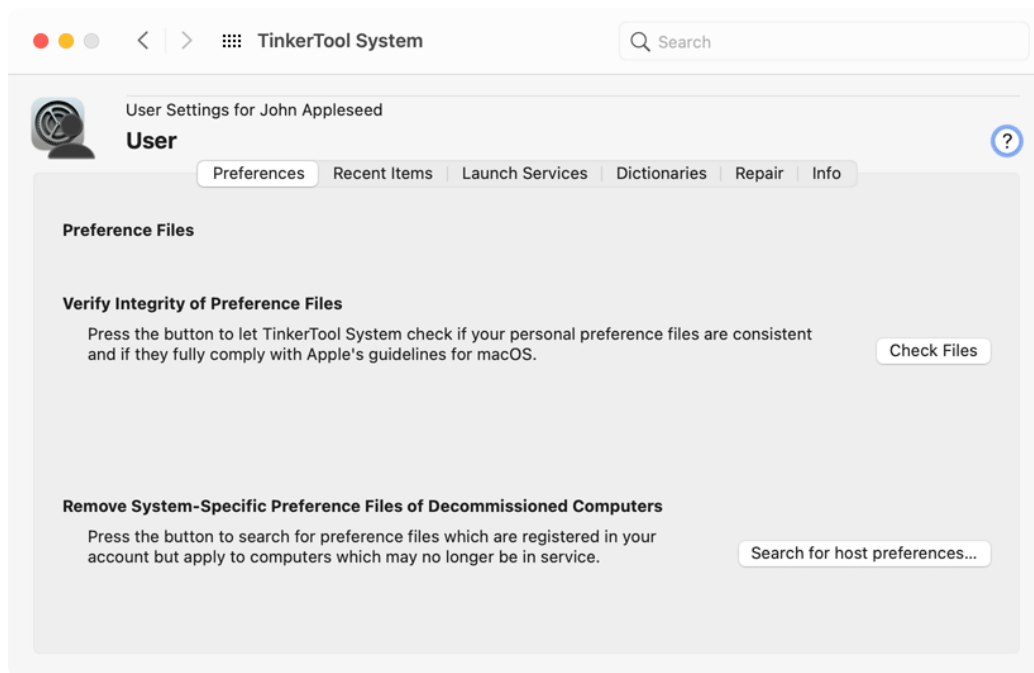 TinkerTool System
Search
User Settings for John Appleseed
User
?
Preferences Recent Items Launch Services Dictionaries Repair Info
Preference Files
Verify Integrity of Preference Files
Press the button to let TinkerTool System check if your personal preference files are consistent
and if they fully comply with Apple's guidelines for macOS.
Check Files
Remove System-Specific Preference Files of Decommissioned Computers
Press the button to search for preference files which are registered in your
account but apply to computers which may no longer be in service.
Search for host preferences...